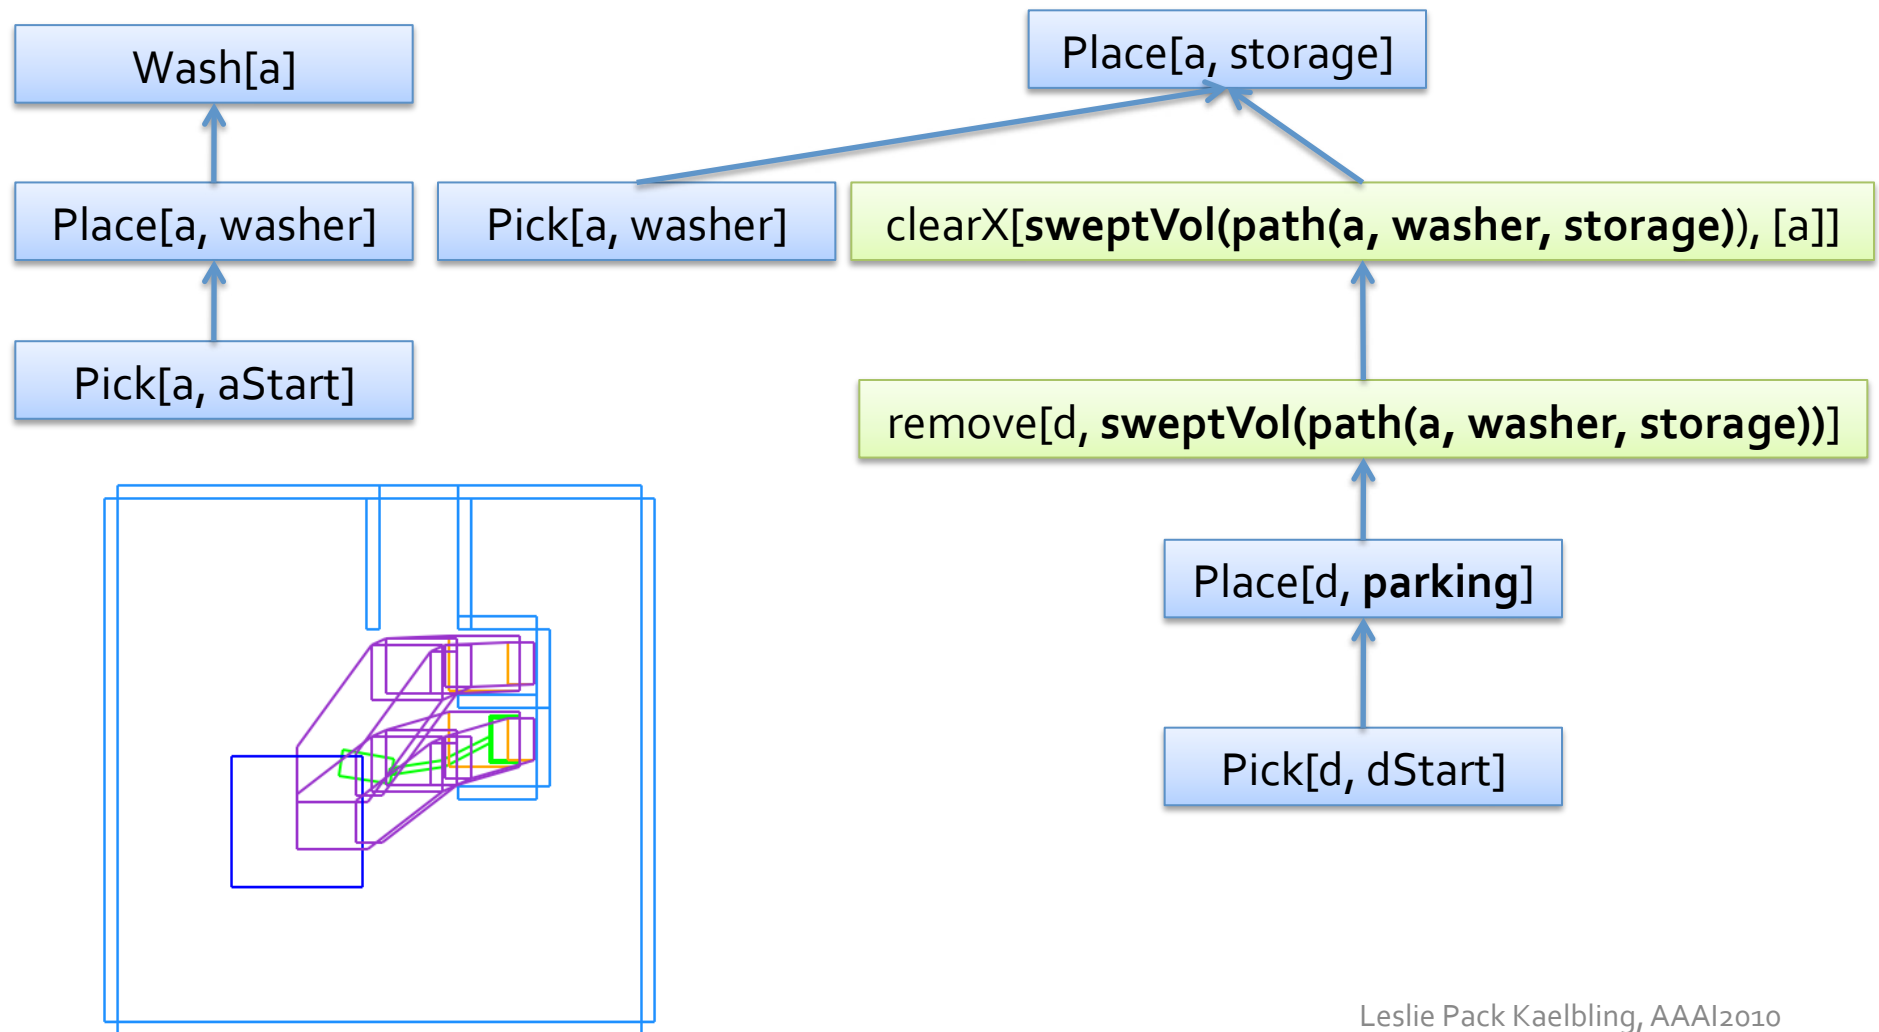 Wash[a]
Place[a, storage]
Place[a, washer]
Pick[a, washer]
clearX[sweptVol(path(a, washer, storage)), [a]]
Pick[a, aStart]
remove[d, sweptVol(path(a, washer, storage))]
Place[d, parking]
Pick[d, dStart]
Leslie Pack Kaelbling, AAAI2010